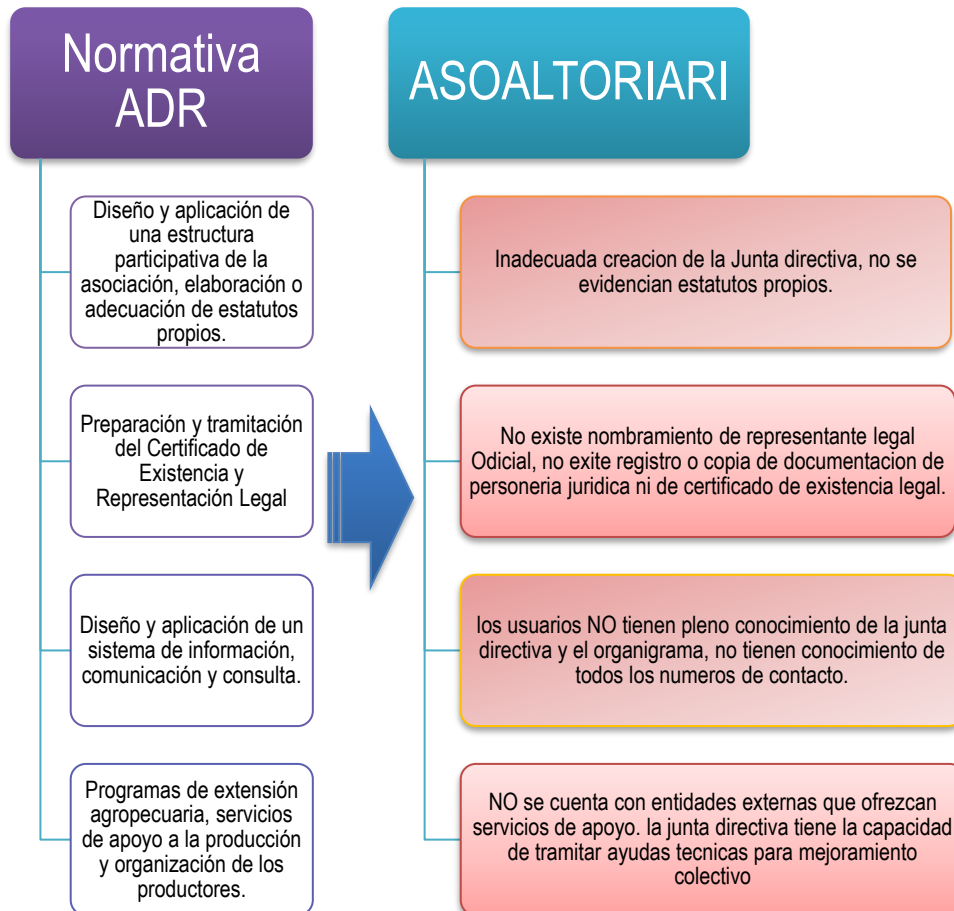 Normativa
ADR
Diseño y aplicación de
una estructura
participativa de la
asociación, elaboración o
adecuación de estatutos
propios.
Preparación y tramitación
del Certificado de
Existencia y
Representación Legal
Diseño y aplicación de un
sistema de información,
comunicación y consulta.
Programas de extensión
agropecuaria, servicios
de apoyo a la producción
y organización de los
productores.
ASOALTORIARI
Inadecuada creacion de la Junta directiva, no se
evidencian estatutos propios.
No existe nombramiento de representante legal
Odicial, no exite registro o copia de documentacion de
personeria juridica ni de certificado de existencia legal.
los usuarios NO tienen pleno conocimiento de la junta
directiva y el organigrama, no tienen conocimiento de
todos los numeros de contacto.
NO se cuenta con entidades externas que ofrezcan
servicios de apoyo. la junta directiva tiene la capacidad
de tramitar ayudas tecnicas para mejoramiento
colectivo